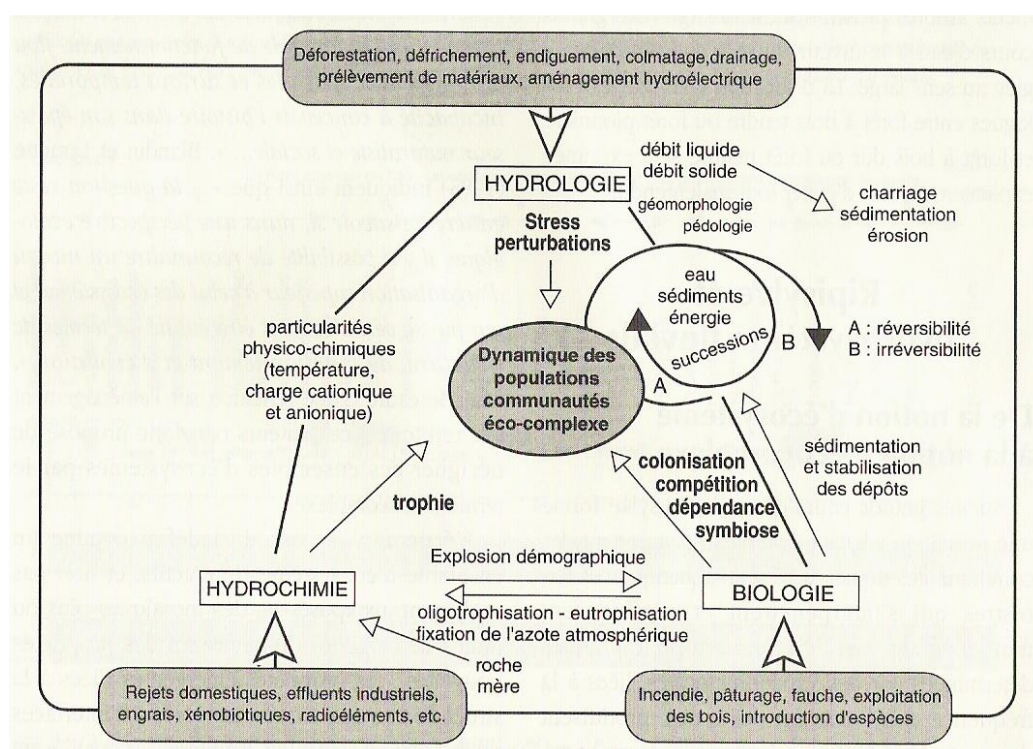 Déforestation, défrichement, endiguement, colmatage,drainage,
prélèvement de matériaux, aménagement hydroélectrique
HYDROLOGIE
débit liquide
débit solide
géomorphologie
pédologie
charriage
sédimentation
érosion
Stress
perturbations
eau
sédiments
énergie
successions
A
B
A : réversibilité
B : irréversibilité
particularités
physico-chimiques
(température,
charge cationique
et anionique)
Dynamique des
populations
communautés
éco-complexe
colonisation
compétition
dépendance
symbiose
sédimentation
et stabilisation
des dépôts
trophie
Explosion démographique
HYDROCHIMIE
BIOLOGIE
oligotrophisation - eutrophisation
fixation de l'azote atmosphérique
roche
mère
Rejets domestiques, effluents industriels,
engrais, xénobiotiques, radioéléments, etc.
Incendie, pâturage, fauche, exploitation
des bois, introduction d'espèces